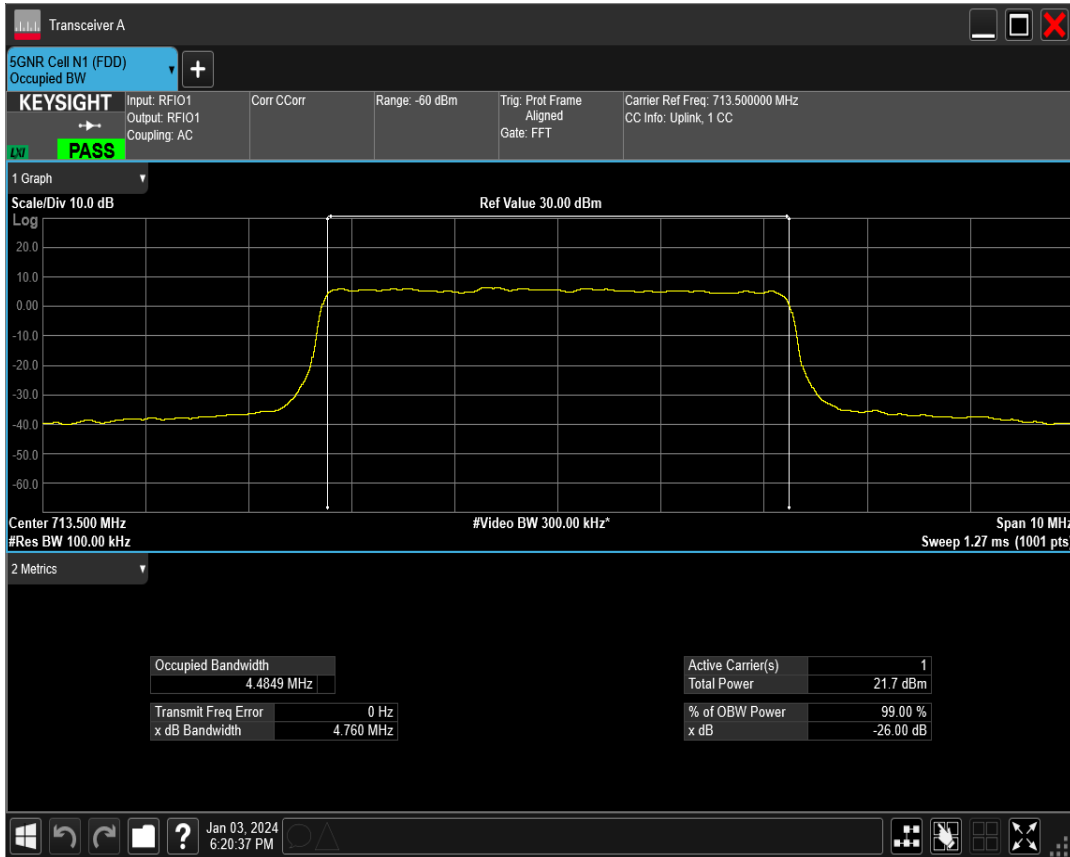 Transceiver A
5GNR Cell N1 (FDD)
Occupied BW
+
KEYSIGHT
LXI
PASS
Input: RFIO1
Output: RFIO1
Coupling: AC
Corr CCorr
Range: -60 dBm
Trig: Prot Frame
Aligned
Gate: FFT
Carrier Ref Freq: 713.500000 MHz
CC Info: Uplink, 1 CC
1 Graph
Scale/Div 10.0 dB
Ref Value 30.00 dBm
Log
20.0
10.0
0.00
-10.0
-20.0
-30.0
-40.0
-50.0
-60.0
Center 713.500 MHz
#Video BW 300.00 kHz*
Span 10 MHz
#Res BW 100.00 kHz
Sweep 1.27 ms (1001 pts)
2 Metrics
Occupied Bandwidth
4.4849 MHz
Transmit Freq Error 0 Hz
x dB Bandwidth 4.760 MHz
Active Carrier(s) 1
Total Power 21.7 dBm
% of OBW Power 99.00 %
x dB -26.00 dB
?
Jan 03, 2024
6:20:37 PM